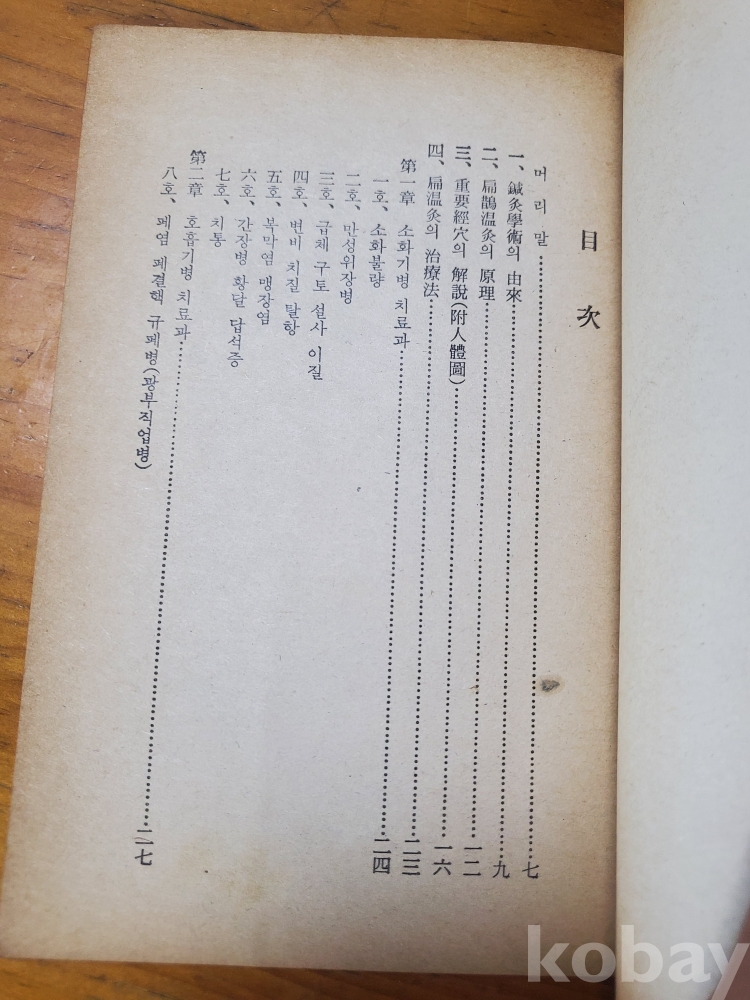 目 次
머 리 말 ⋯⋯⋯⋯ 七
一、鍼灸學術의 由來 ⋯⋯⋯⋯ 九
二、扁鵲溫灸의 原理 ⋯⋯⋯⋯ 一二
三、重要經穴의 解說(附人體圖) ⋯⋯⋯⋯ 一六
四、扁温灸의 治療法 ⋯⋯⋯⋯ 二三
第一章 소화기병 치료과 ⋯⋯⋯⋯ 二四
一호、소화불량
二호、만성위장병
三호、급체 구토 설사 이질
四호、변비 치질 탈항
五호、복막염 맹장염
六호、간장병 황달 답석증
七호、치통
第二章 호흡기병 치료과 ⋯⋯⋯⋯ 二七
八호、폐염 폐결핵 규폐병(광부직업병)
kobay